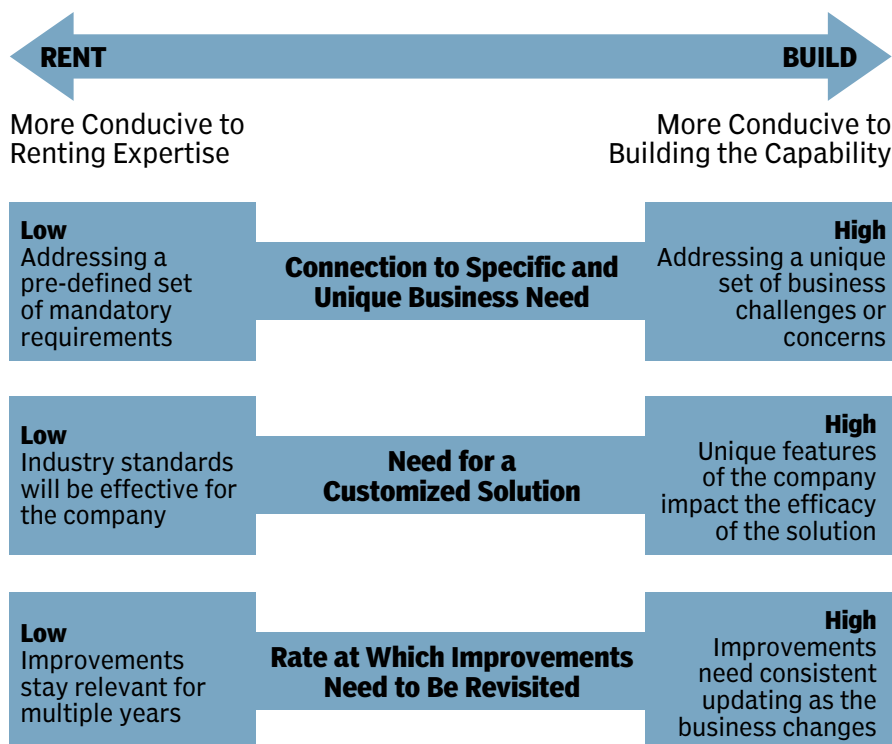 RENT
BUILD
More Conducive to
Renting Expertise
More Conducive to
Building the Capability
Low
Addressing a
pre-defined set
of mandatory
requirements
Connection to Specific and
Unique Business Need
High
Addressing a unique
set of business
challenges or
concerns
Low
Industry standards
will be effective for
the company
Need for a
Customized Solution
High
Unique features
of the company
impact the efficacy
of the solution
Low
Improvements
stay relevant for
multiple years
Rate at Which Improvements
Need to Be Revisited
High
Improvements
need consistent
updating as the
business changes